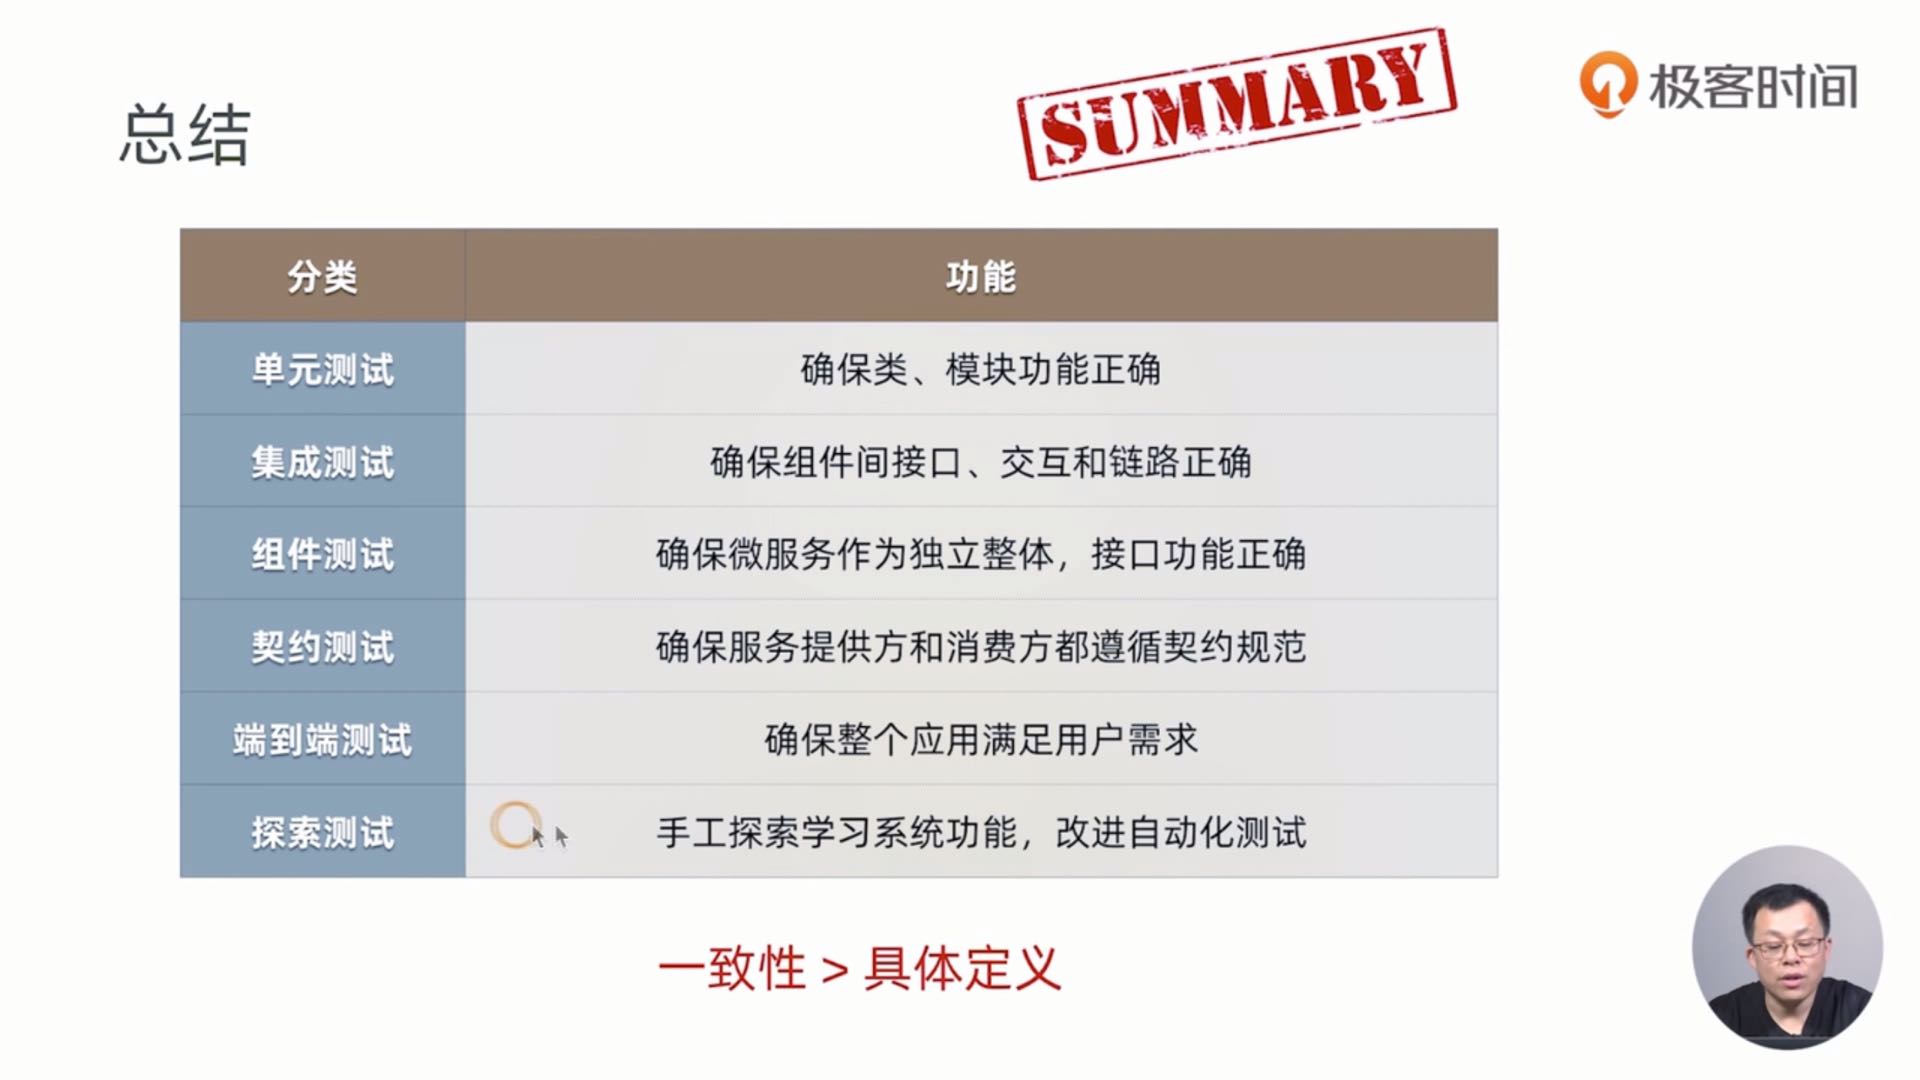 SUMMARY
极客时间
总结
分类 功能
单元测试 确保类、模块功能正确
集成测试 确保组件间接口、交互和链路正确
组件测试 确保微服务作为独立整体，接口功能正确
契约测试 确保服务提供方和消费方都遵循契约规范
端到端测试 确保整个应用满足用户需求
探索测试 手工探索学习系统功能，改进自动化测试
一致性 > 具体定义